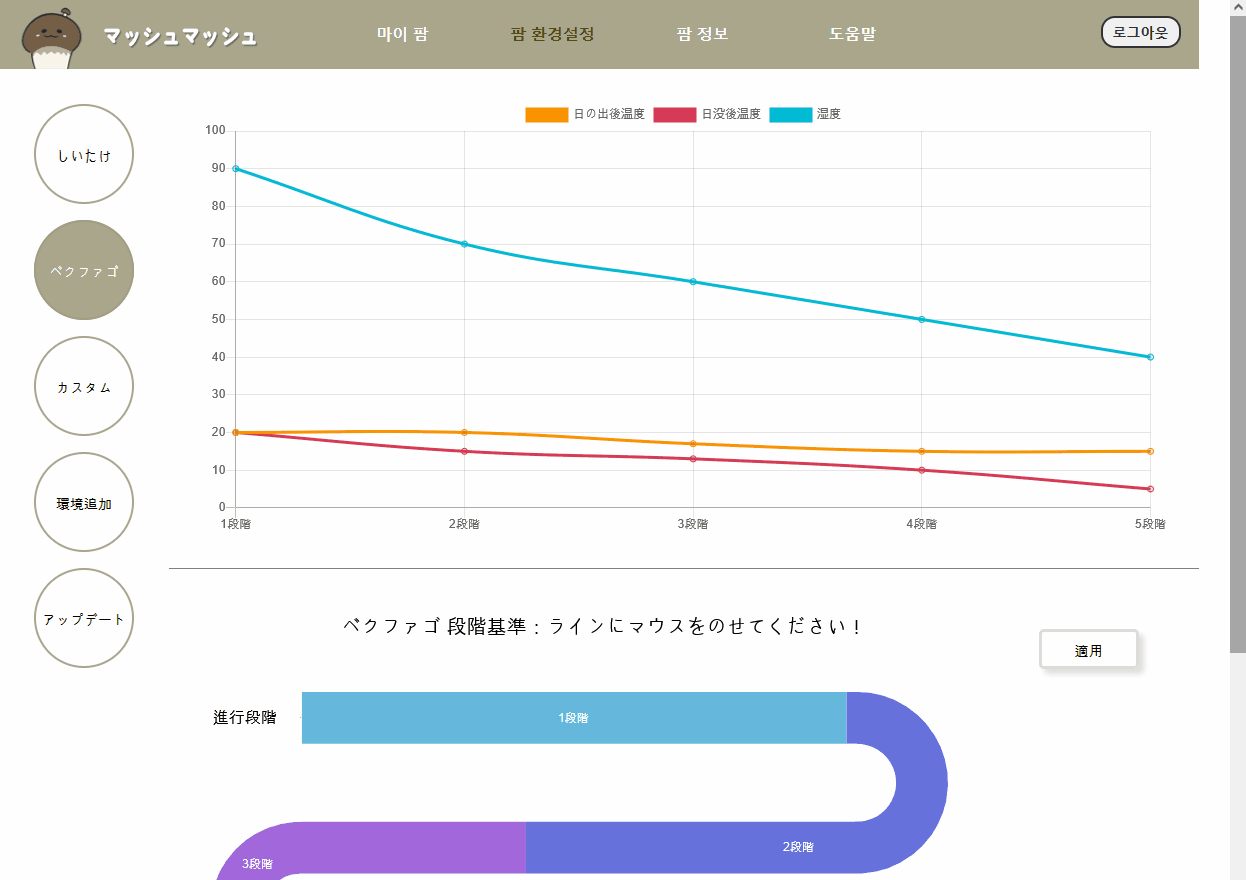 マッシュマッシュ 마이 팜 팜 환경설정 팜 정보 도움말 로그아웃
しいたけ
ペクファゴ
カスタム
環境追加
アップデート
日の出後温度 日没後温度 湿度
100
90
80
70
60
50
40
30
20
10
0
1段階 2段階 3段階 4段階 5段階
ペクファゴ 段階基準：ラインにマウスをのせてください！
適用
進行段階 1段階
2段階
3段階